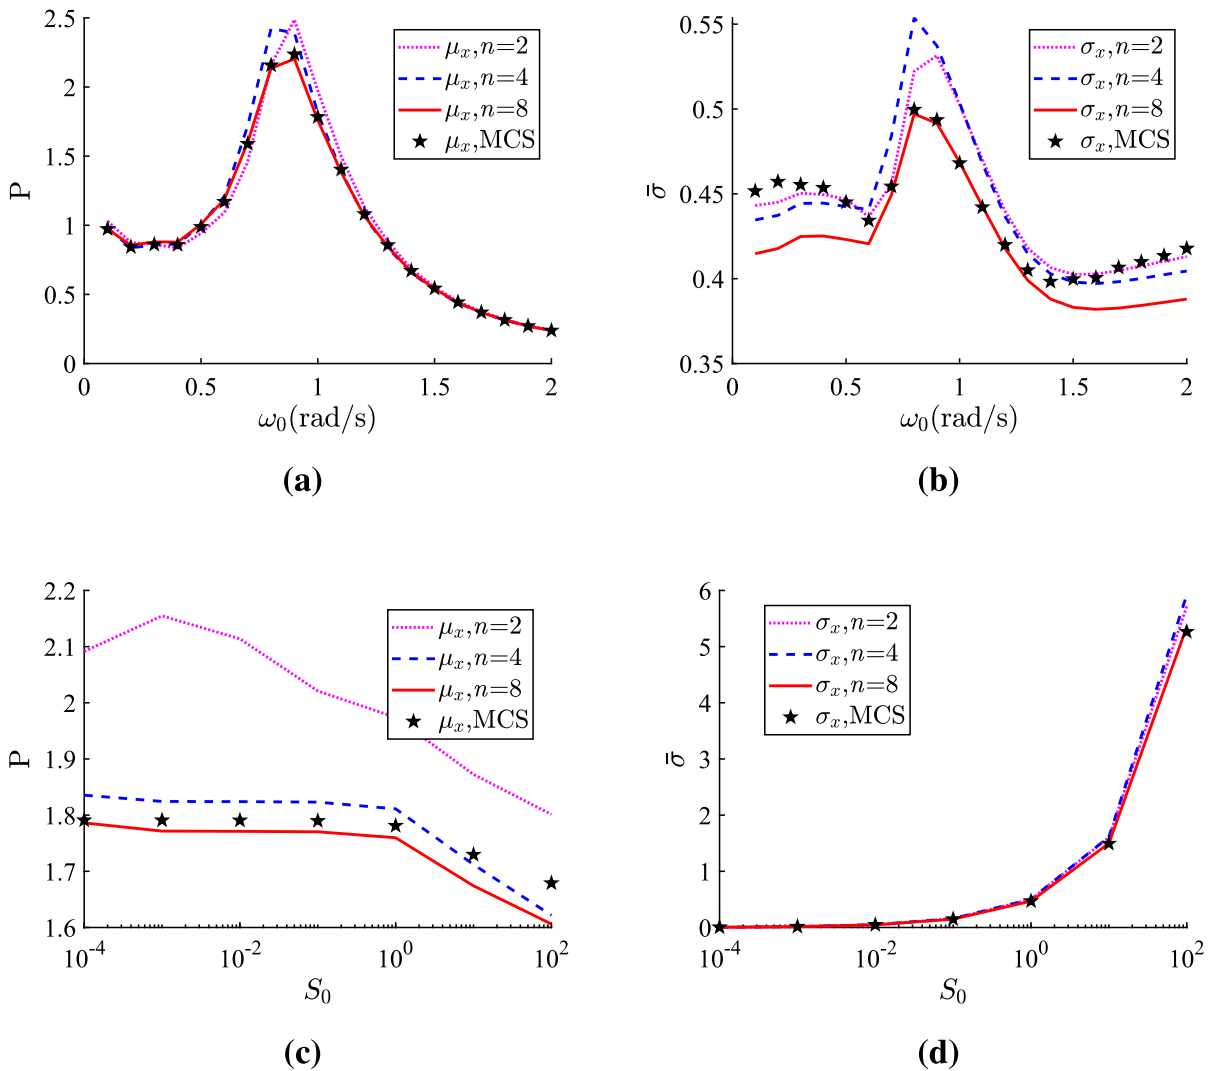 2.5
2
1.5
1
0.5
0
P
0
0.5
1
1.5
2
ω₀(rad/s)
μₓ,n=2
μₓ,n=4
μₓ,n=8
μₓ,MCS
(a)
0.55
0.5
0.45
0.4
0.35
σ̄
0
0.5
1
1.5
2
ω₀(rad/s)
σₓ,n=2
σₓ,n=4
σₓ,n=8
σₓ,MCS
(b)
2.2
2.1
2
1.9
1.8
1.7
1.6
P
10⁻⁴
10⁻²
10⁰
10²
S₀
μₓ,n=2
μₓ,n=4
μₓ,n=8
μₓ,MCS
(c)
6
5
4
3
2
1
0
σ̄
10⁻⁴
10⁻²
10⁰
10²
S₀
σₓ,n=2
σₓ,n=4
σₓ,n=8
σₓ,MCS
(d)